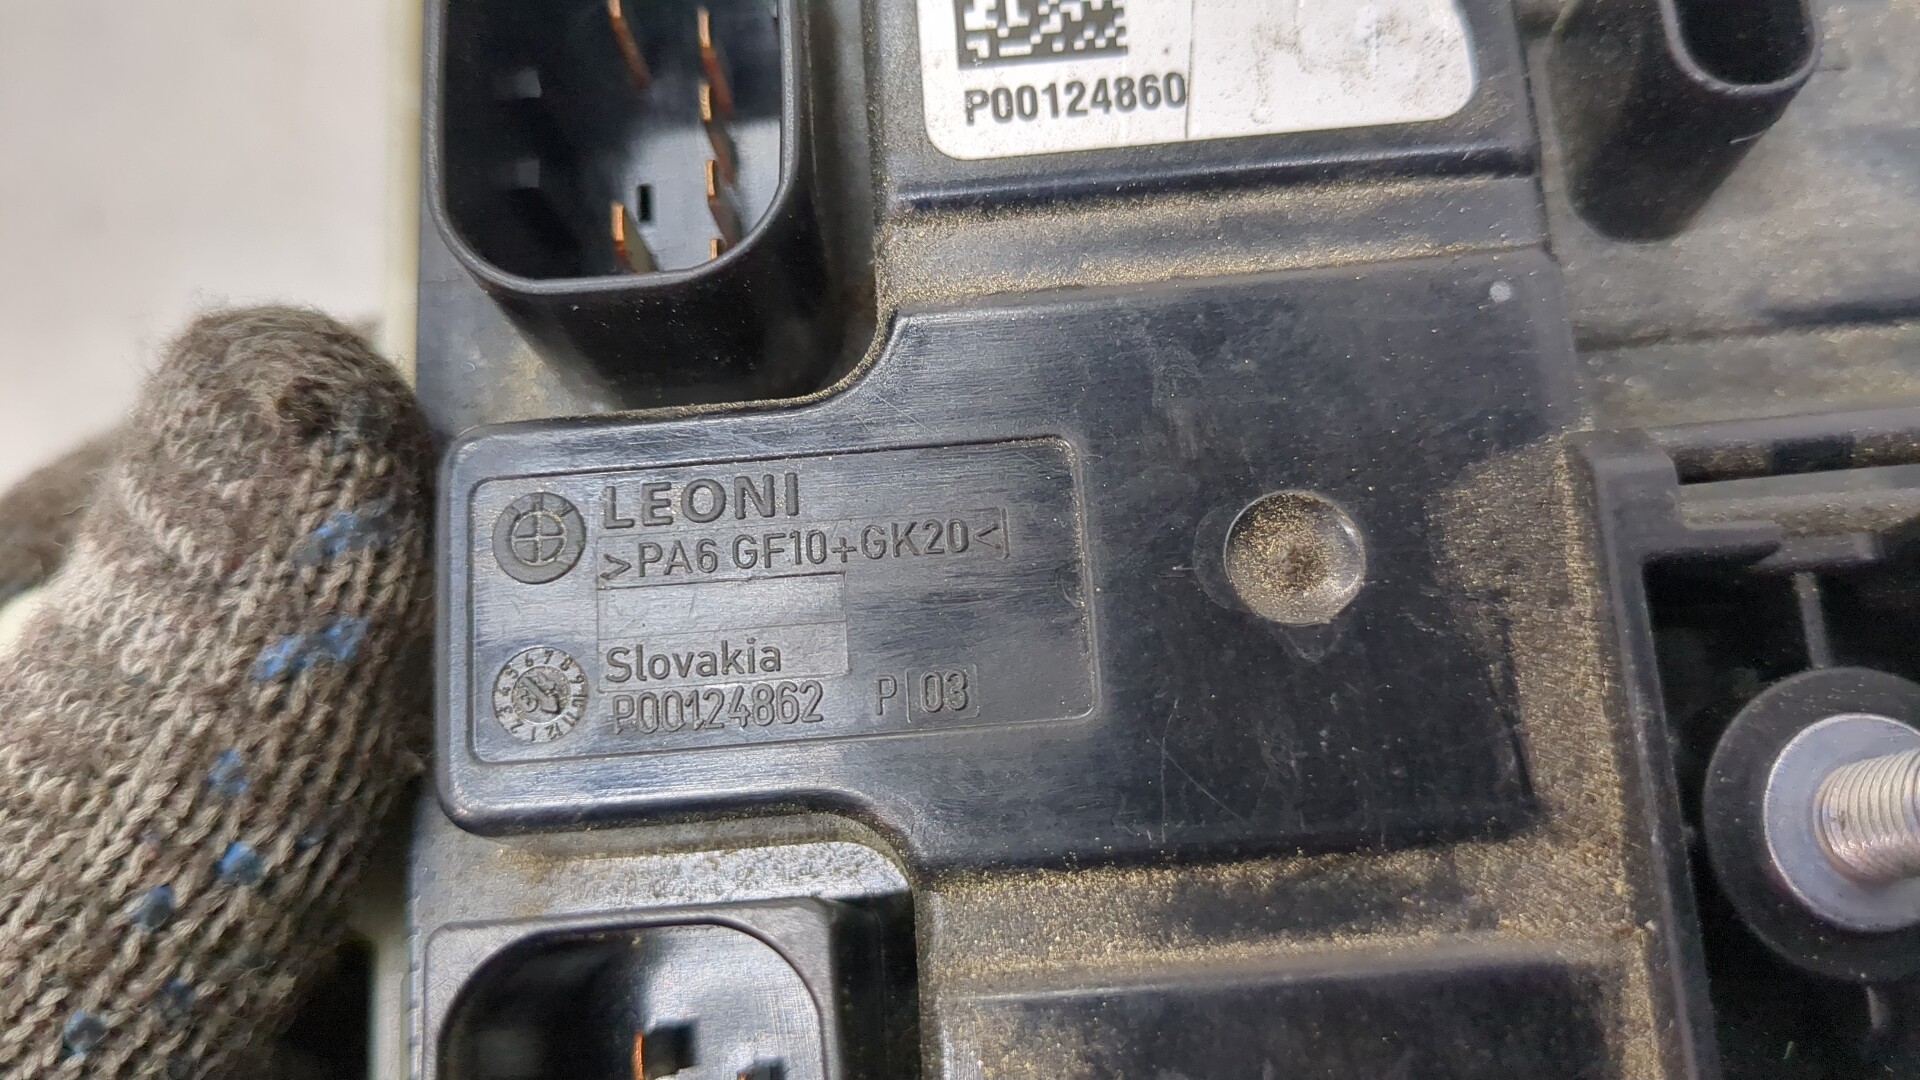 P00124860
LEONI
>PA6 GF10+GK20<
Slovakia
P00124862 P 03